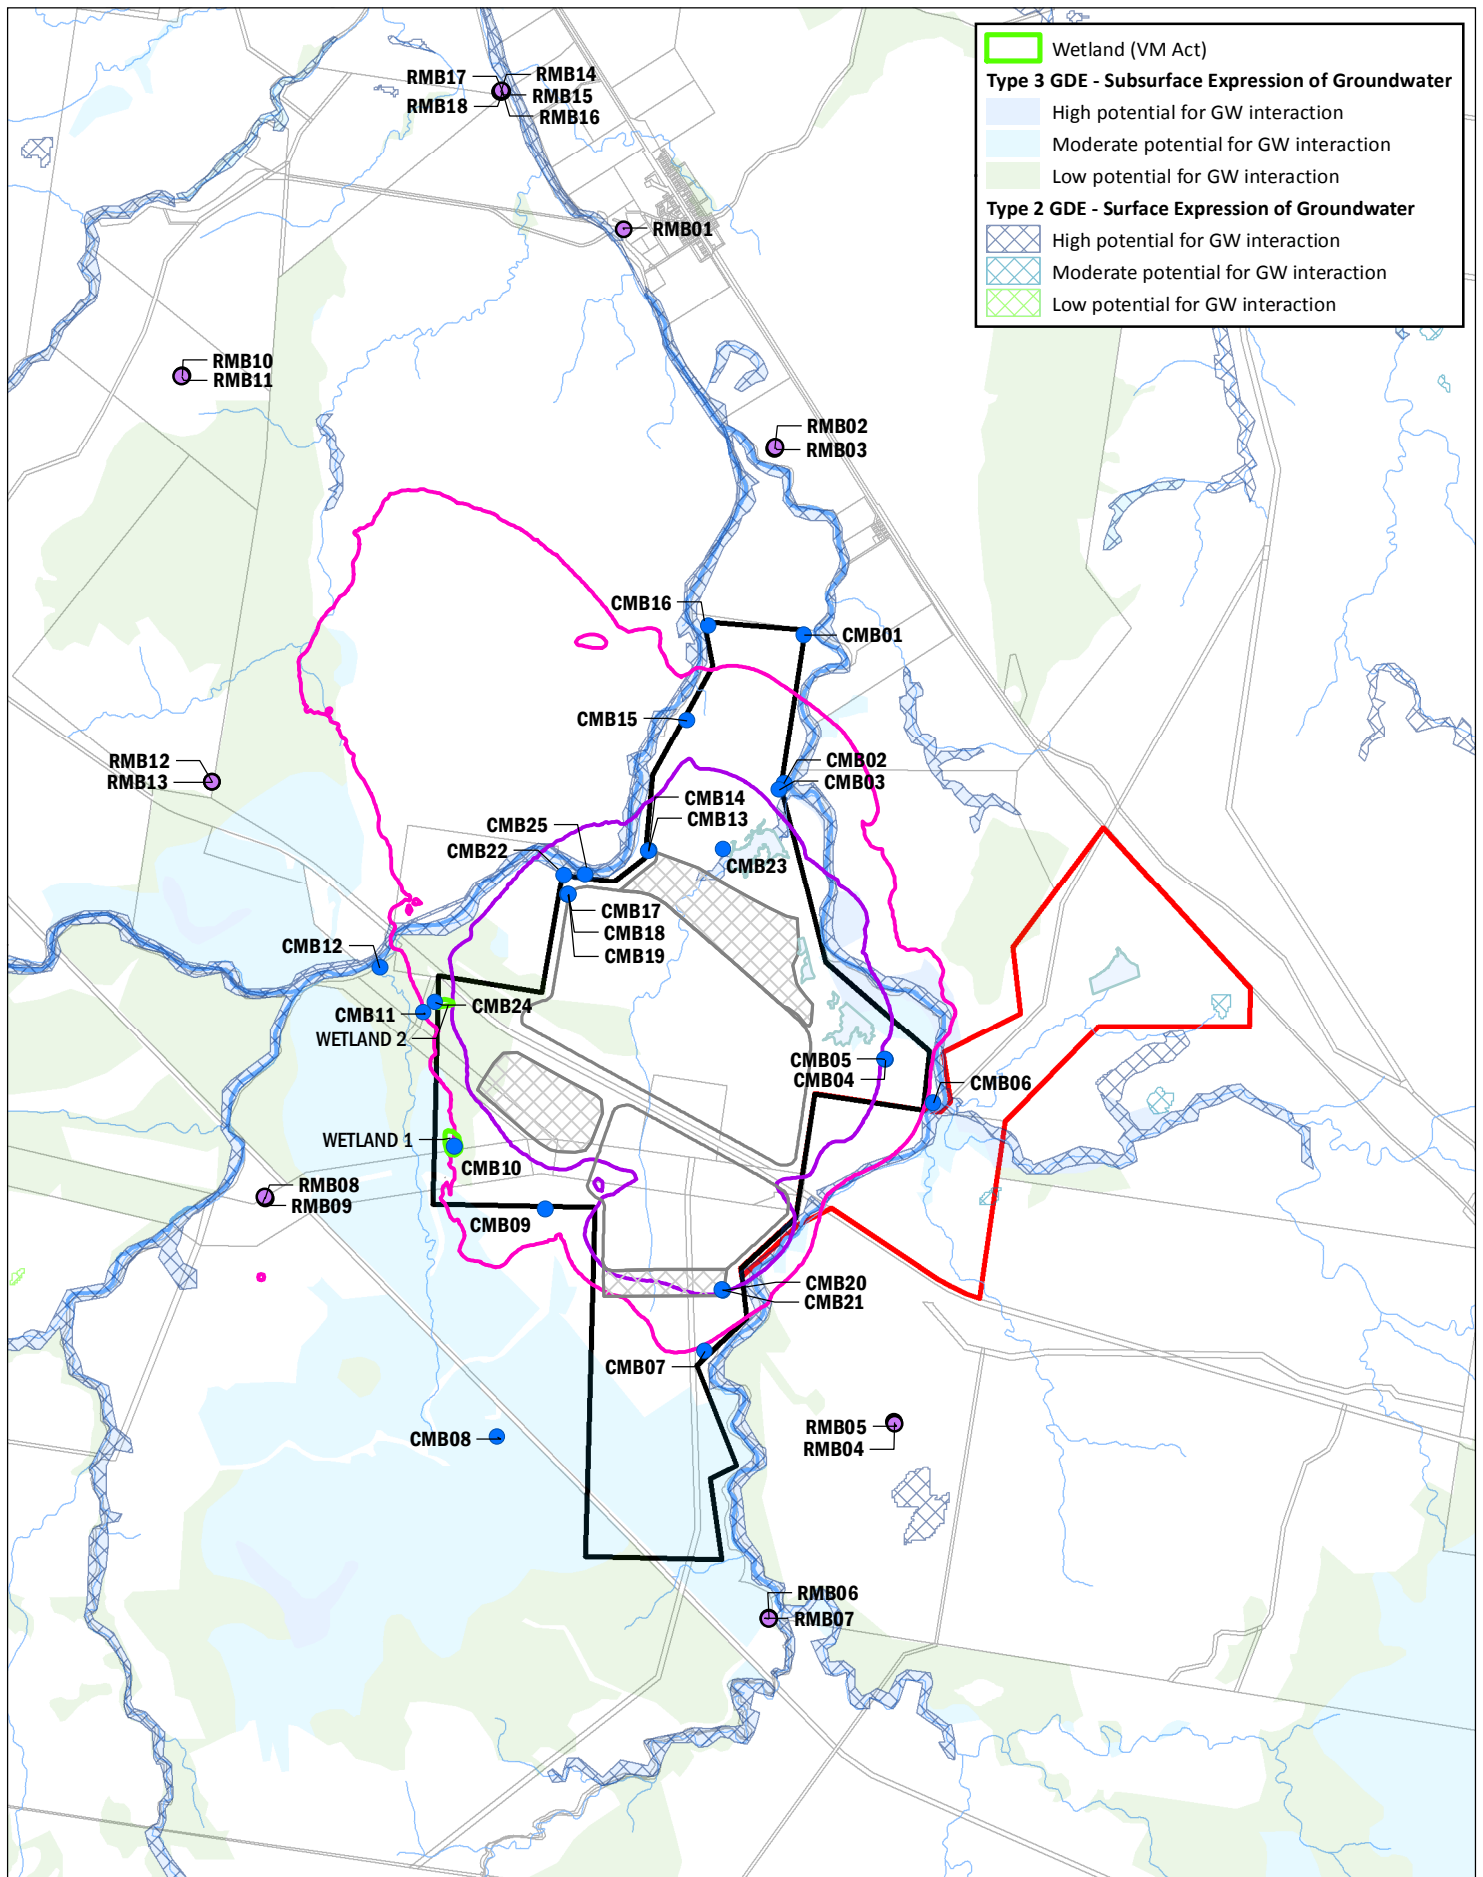 Wetland (VM Act)
Type 3 GDE - Subsurface Expression of Groundwater
High potential for GW interaction
Moderate potential for GW interaction
Low potential for GW interaction
Type 2 GDE - Surface Expression of Groundwater
High potential for GW interaction
Moderate potential for GW interaction
Low potential for GW interaction
RMB17
RMB14
RMB18
RMB15
RMB16
RMB01
RMB10
RMB11
RMB02
RMB03
CMB16
CMB01
CMB15
RMB12
RMB13
CMB02
CMB03
CMB14
CMB13
CMB25
CMB22
CMB23
CMB17
CMB18
CMB19
CMB12
CMB11
CMB24
WETLAND 2
CMB05
CMB04
CMB06
WETLAND 1
CMB10
RMB08
RMB09
CMB09
CMB20
CMB21
CMB07
RMB05
RMB04
CMB08
RMB06
RMB07